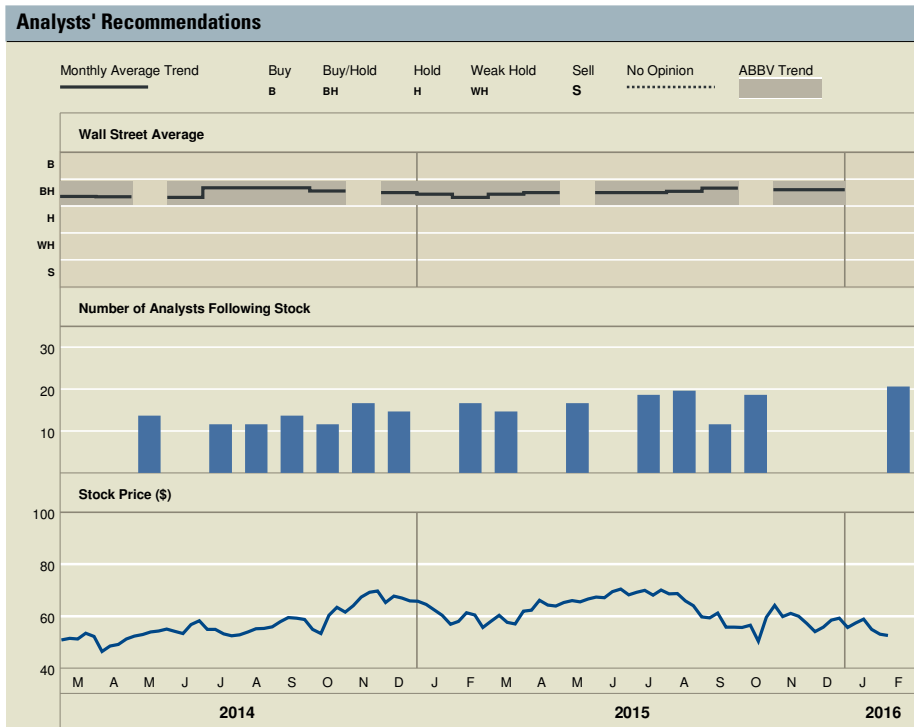 Analysts' Recommendations
Monthly Average Trend Buy Buy/Hold Hold Weak Hold Sell No Opinion ABBV Trend
B BH H WH S
Wall Street Average
B
BH
H
WH
S
Number of Analysts Following Stock
30
20
10
Stock Price ($)
100
80
60
40
M A M J J A S O N D J F M A M J J A S O N D J F
2014 2015 2016